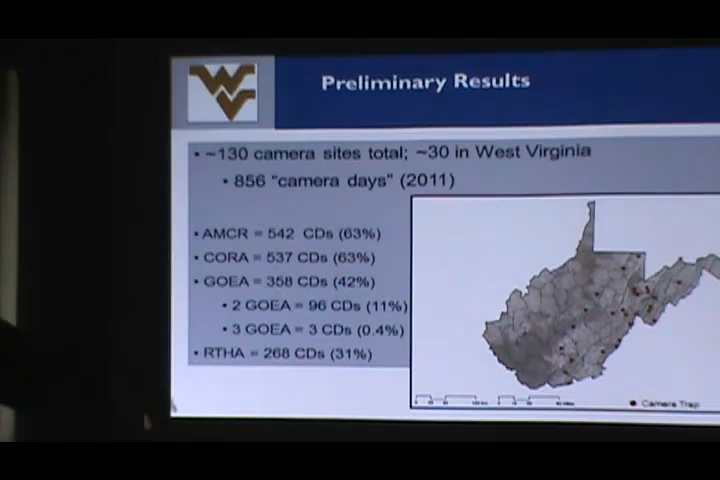 WV
Preliminary Results
• ~130 camera sites total; ~30 in West Virginia
• 856 "camera days" (2011)
• AMCR = 542 CDs (63%)
• CORA = 537 CDs (63%)
• GOEA = 358 CDs (42%)
• 2 GOEA = 96 CDs (11%)
• 3 GOEA = 3 CDs (0.4%)
• RTHA = 268 CDs (31%)
Camera Trap